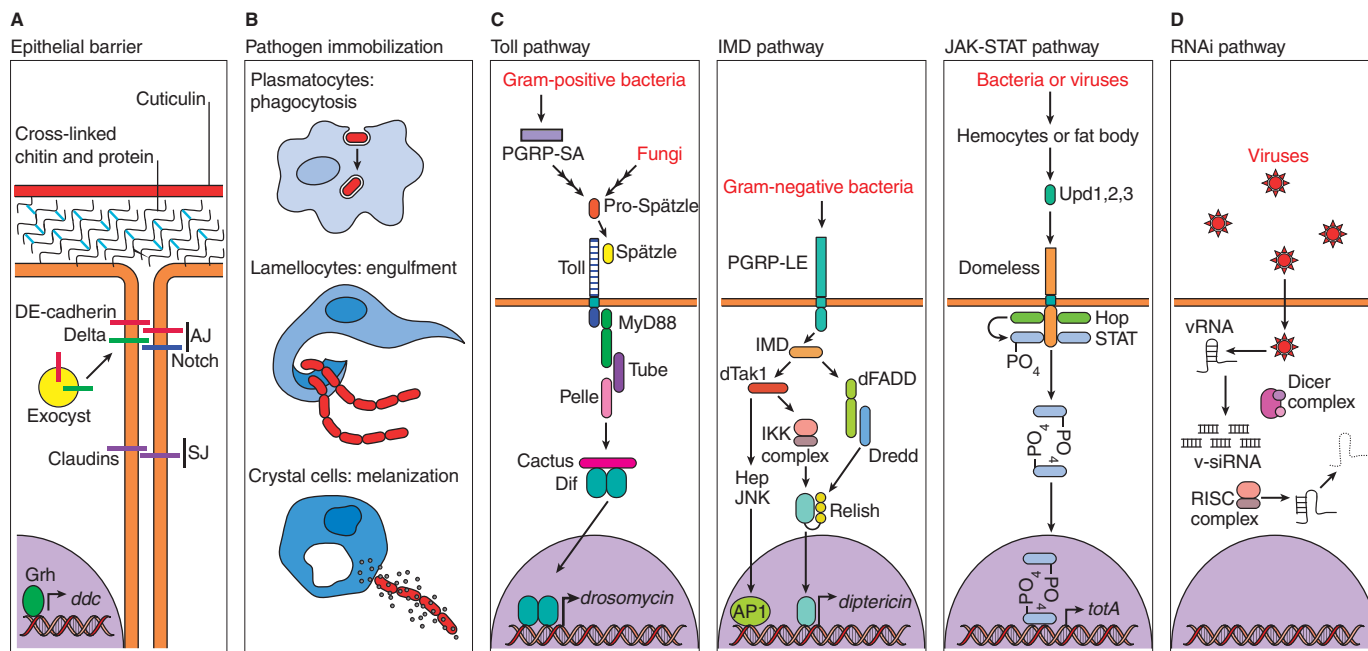 A
Epithelial barrier
Cuticulin
Cross-linked
chitin and protein
DE-cadherin
Delta
AJ
Notch
Exocyst
Claudins
SJ
Grh
ddc
B
Pathogen immobilization
Plasmatocytes:
phagocytosis
Lamellocytes: engulfment
Crystal cells: melanization
C
Toll pathway
Gram-positive bacteria
PGRP-SA
Fungi
Pro-Spätzle
Spätzle
Toll
MyD88
Tube
Pelle
Cactus
Dif
drosomycin
IMD pathway
Gram-negative bacteria
PGRP-LE
IMD
dTak1
dFADD
IKK
complex
Dredd
Hep
JNK
Relish
AP1
diptericin
JAK-STAT pathway
Bacteria or viruses
Hemocytes or fat body
Upd1,2,3
Domeless
Hop
STAT
PO4
PO4
PO4
PO4
PO4
totA
D
RNAi pathway
Viruses
vRNA
Dicer
complex
v-siRNA
RISC
complex